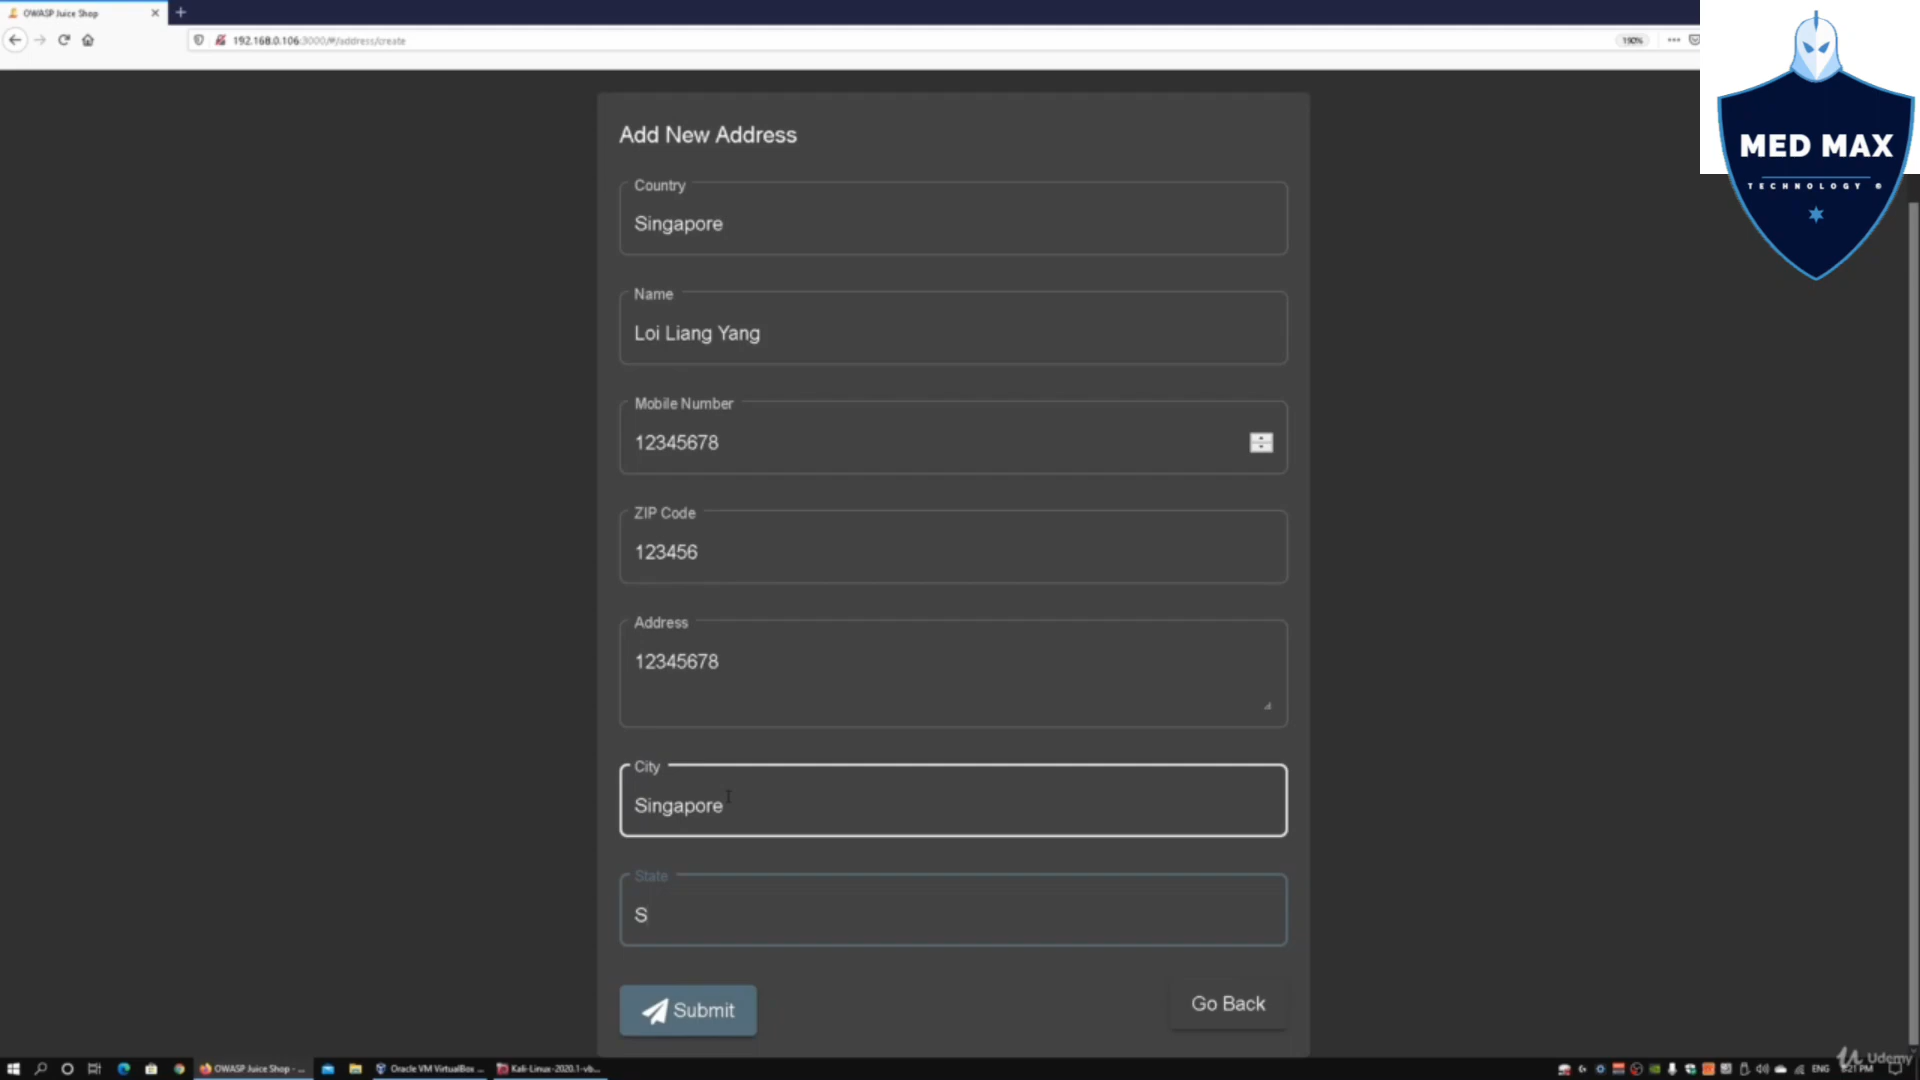 OWASP Juice Shop
192.168.0.106:3000/#/address/create
190%
MED MAX
TECHNOLOGY ®
Add New Address
Country
Singapore
Name
Loi Liang Yang
Mobile Number
12345678
ZIP Code
123456
Address
12345678
City
Singapore
State
S
Submit
Go Back
OWASP Juice Shop - ...
Oracle VM VirtualBox ...
Kali-Linux-2020.1-vb...
ENG
Udemy